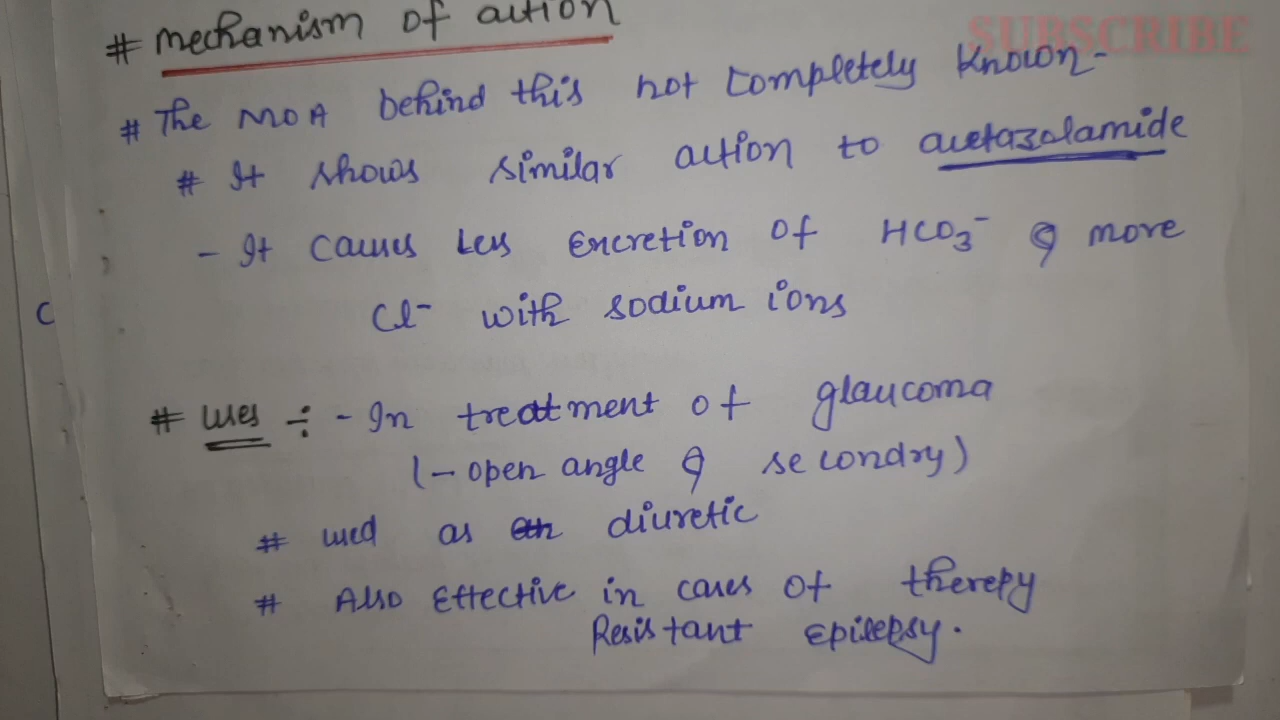 SUBSCRIBE
# mechanism of action
# The MOA behind this not completely known-
# It shows similar action to acetazolamide
- It causes less excretion of HCO3⁻ & more
Cl⁻ with sodium ions
C
# uses ÷ - In treatment of glaucoma
(- open angle & secondry)
# used as diuretic
# Also Effective in cases of therepy
Resistant Epilepsy.